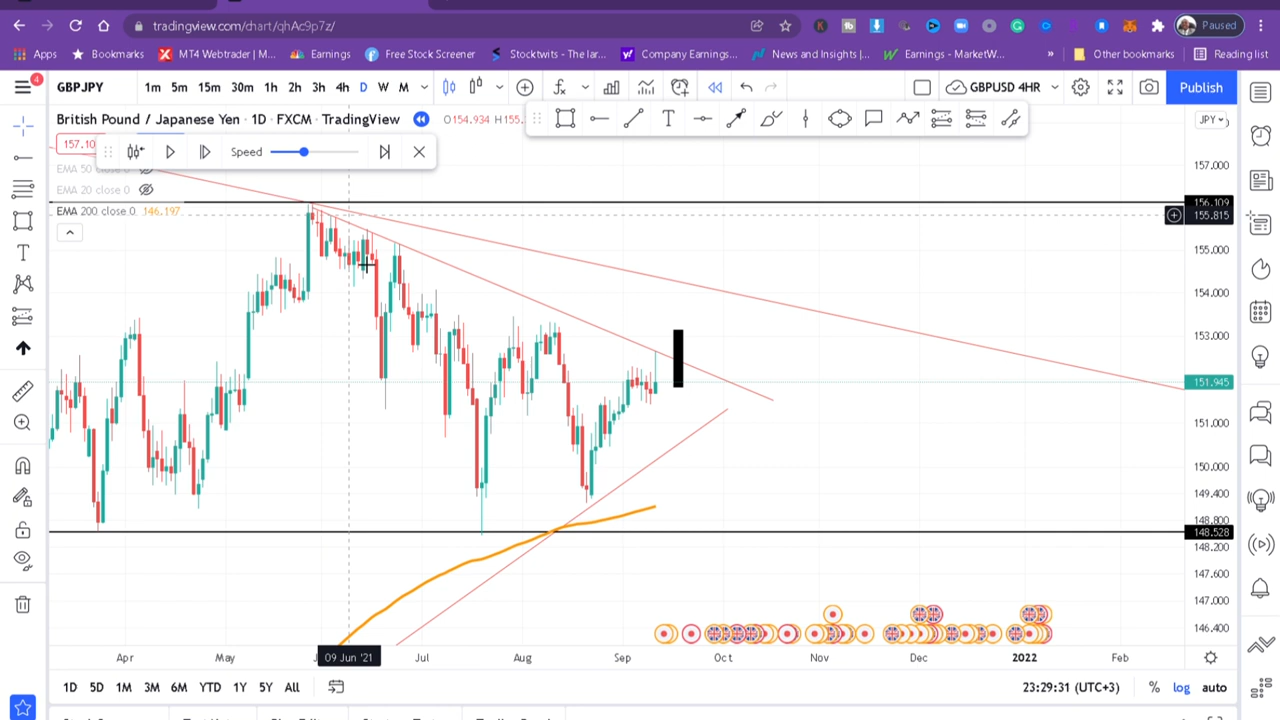 tradingview.com/chart/qhAc9p7z/
Paused
Apps Bookmarks MT4 Webtrader | M... Earnings Free Stock Screener Stocktwits - The lar... Company Earnings... News and Insights |... Earnings - MarketW... » Other bookmarks Reading list
4 GBPJPY 1m 5m 15m 30m 1h 2h 3h 4h D W M GBPUSD 4HR Publish
British Pound / Japanese Yen · 1D · FXCM · TradingView O154.934 H155. JPY
157.10 Speed
EMA 50 close 0
EMA 20 close 0
EMA 200 close 0 146.197
157.000
156.109
155.815
155.000
154.000
153.000
151.945
151.000
150.000
149.400
148.800
148.528
148.200
147.600
147.000
146.400
Apr May 09 Jun '21 Jul Aug Sep Oct Nov Dec 2022 Feb
1D 5D 1M 3M 6M YTD 1Y 5Y All 23:29:31 (UTC+3) % log auto